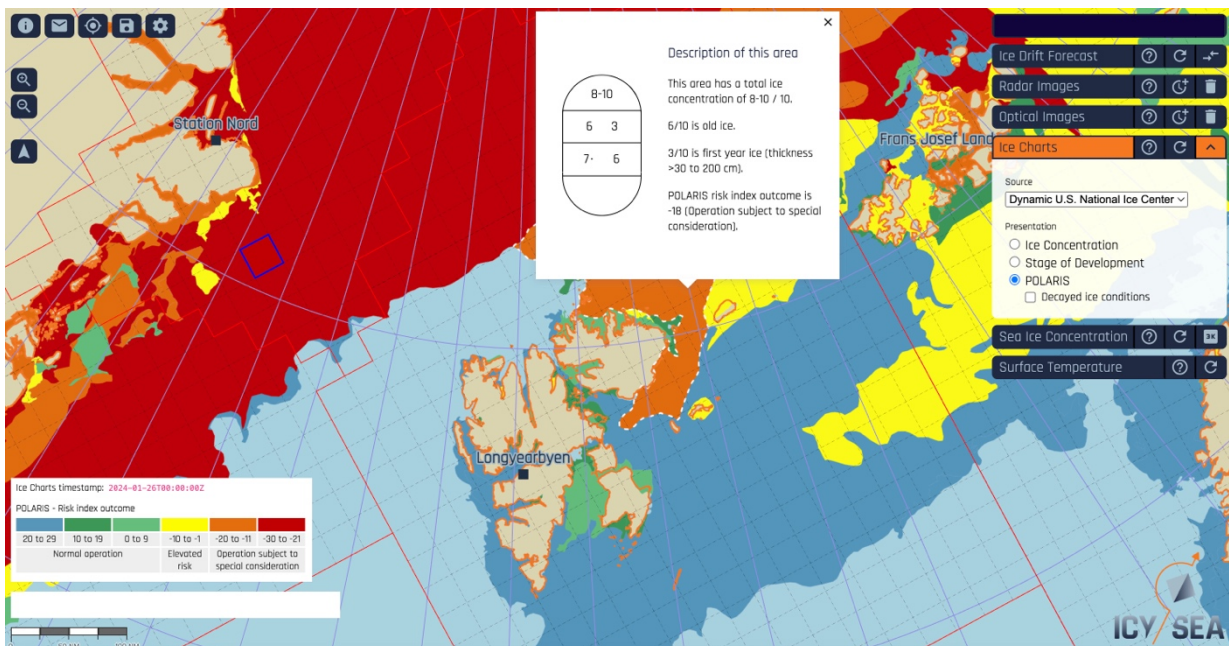 Station Nord
Longyearbyen
Frans Josef Land
×
Description of this area
This area has a total ice
concentration of 8-10 / 10.
6/10 is old ice.
3/10 is first year ice (thickness
>30 to 200 cm).
POLARIS risk index outcome is
-18 (Operation subject to special
consideration).
8-10
6 3
7· 6
Ice Drift Forecast
Radar Images
Optical Images
Ice Charts
Source
Dynamic U.S. National Ice Center
Presentation
Ice Concentration
Stage of Development
POLARIS
Decayed ice conditions
Sea Ice Concentration
Surface Temperature
Ice Charts timestamp: 2024-01-26T00:00:00Z
POLARIS - Risk index outcome
20 to 29 10 to 19 0 to 9 -10 to -1 -20 to -11 -30 to -21
Normal operation Elevated risk Operation subject to special consideration
ICY SEA